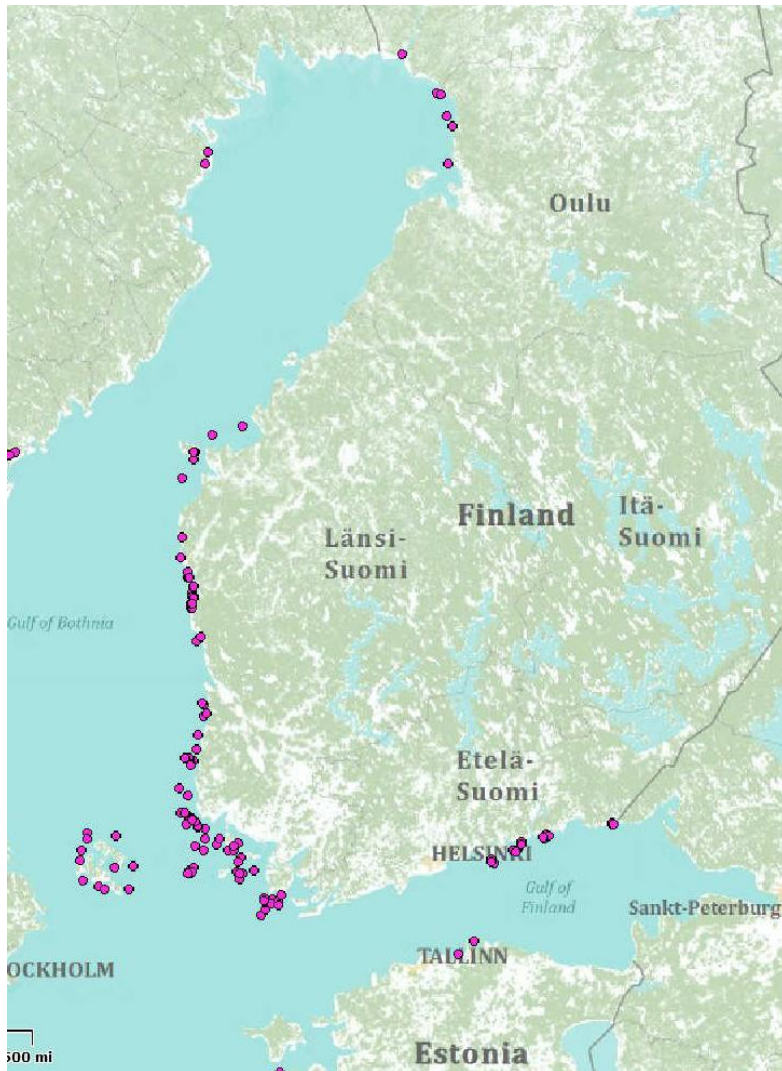 Oulu
Finland
Itä-
Suomi
Länsi-
Suomi
Gulf of Bothnia
Etelä-
Suomi
HELSINKI
Gulf of
Finland
Sankt-Peterburg
TALLINN
OCKHOLM
500 mi
Estonia